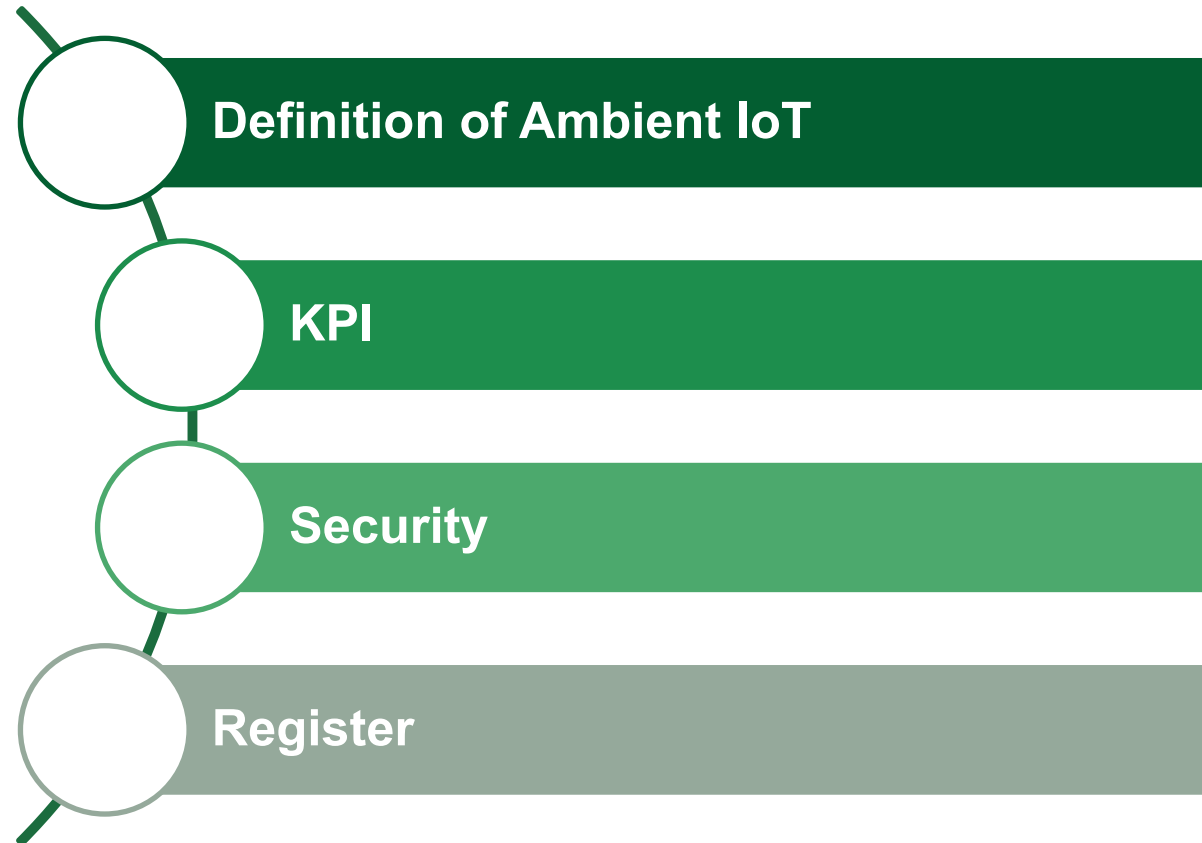 Definition of Ambient IoT
KPI
Security
Register